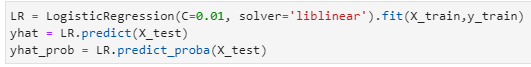 LR = LogisticRegression(C=0.01, solver='liblinear').fit(X_train,y_train)
yhat = LR.predict(X_test)
yhat_prob = LR.predict_proba(X_test)